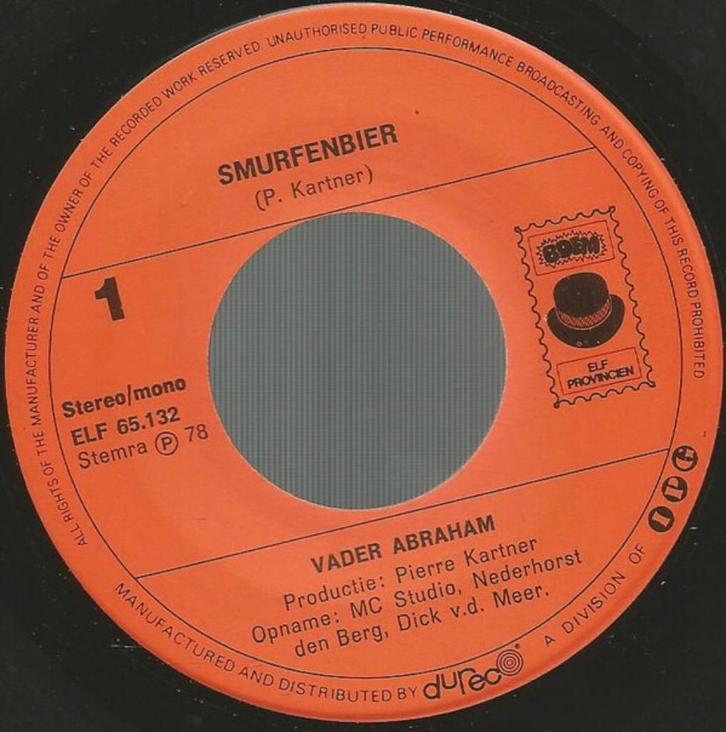 ALL RIGHTS OF THE MANUFACTURER AND OF THE OWNER OF THE RECORDED WORK RESERVED UNAUTHORISED PUBLIC PERFORMANCE BROADCASTING AND COPYING OF THIS RECORD PROHIBITED
SMURFENBIER
(P. Kartner)
BOEM
ELF
PROVINCIEN
1
Stereo/mono
ELF 65.132
Stemra Ⓟ 78
VADER ABRAHAM
Productie: Pierre Kartner
Opname: MC Studio, Nederhorst
den Berg, Dick v.d. Meer.
MANUFACTURED AND DISTRIBUTED BY dureco A DIVISION OF IPG